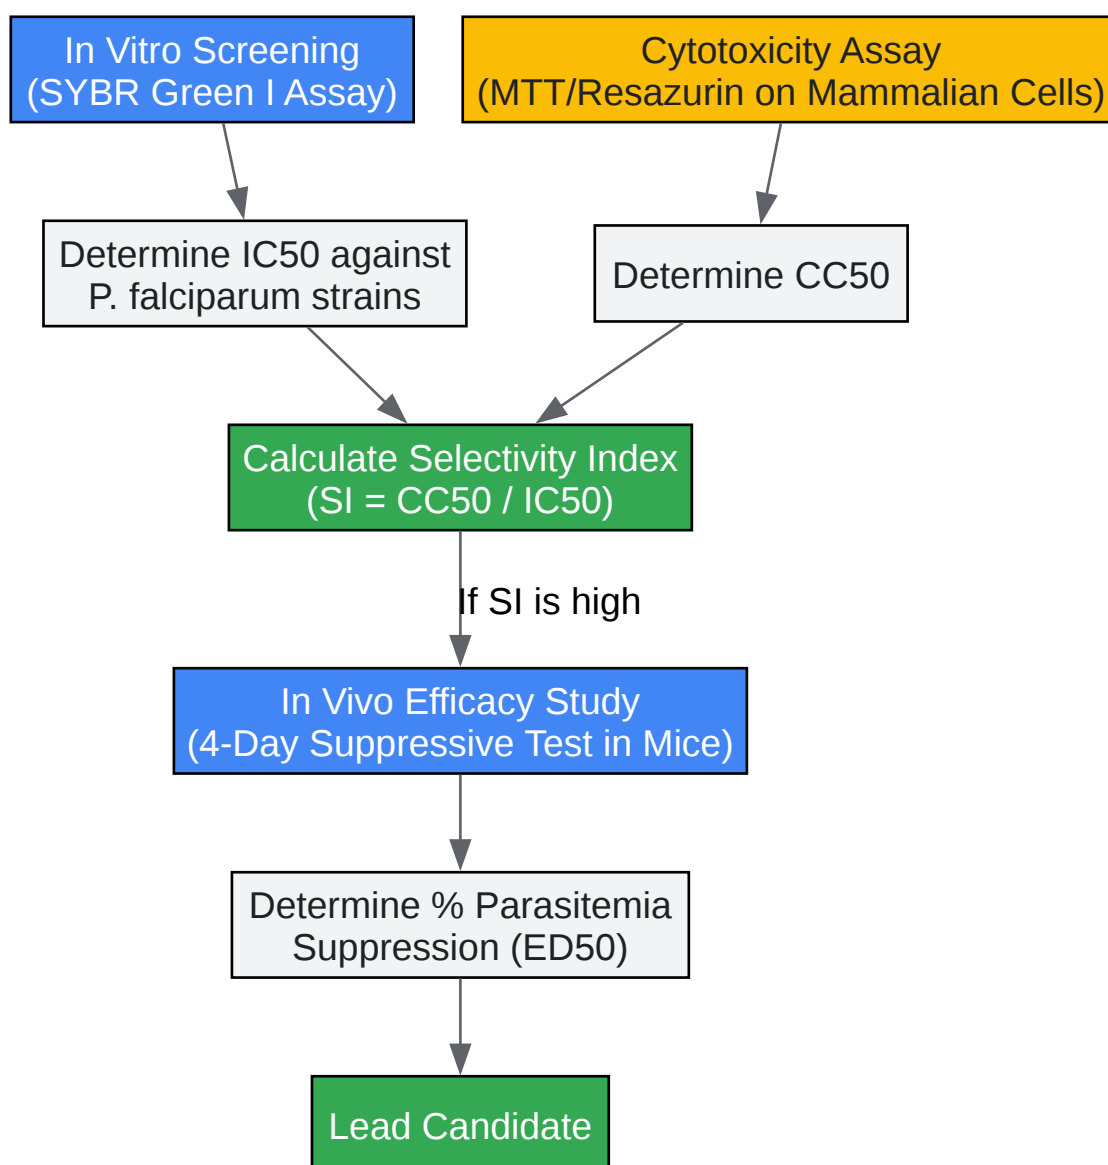 In Vitro Screening
(SYBR Green I Assay)
Cytotoxicity Assay
(MTT/Resazurin on Mammalian Cells)
Determine IC50 against
P. falciparum strains
Determine CC50
Calculate Selectivity Index
(SI = CC50 / IC50)
If SI is high
In Vivo Efficacy Study
(4-Day Suppressive Test in Mice)
Determine % Parasitemia
Suppression (ED50)
Lead Candidate